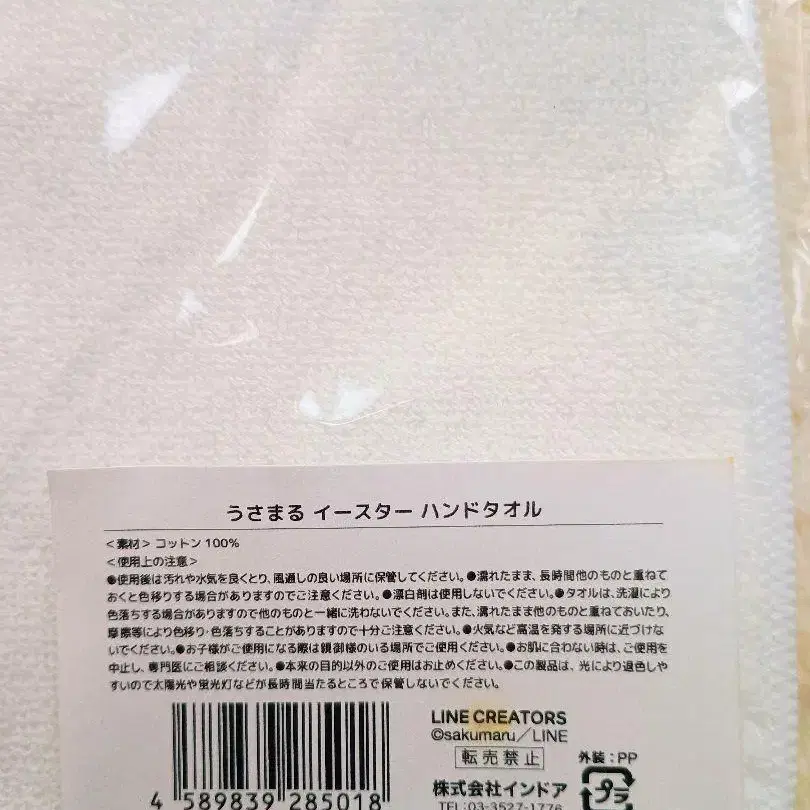 うさまる イースター ハンドタオル
＜素材＞ コットン 100%
＜使用上の注意＞
●使用後は汚れや水気を良くとり、風通しの良い場所に保管してください。●濡れたまま、長時間他のものと重ねて
おくと色移りする場合がありますのでご注意ください。●漂白剤は使用しないでください。●タオルは、洗濯により
色落ちする場合がありますので他のものと一緒に洗わないでください。また、濡れたまま他のものと重ねておいたり、
摩擦等により色移り・色落ちすることがありますので十分ご注意ください。●火気など高温を発する場所に近づけな
いでください。●お子様がご使用になる際は親御様のいる場所でご使用ください。●お肌に合わない時は、ご使用を
中止し、専門医にご相談ください。●本来の目的以外のご使用はお止めください。●この製品は、光により退色しや
すいので太陽光や蛍光灯などが長時間当たるところで保管しないでください。
LINE CREATORS
©sakumaru／LINE
転売禁止
外装：PP
株式会社インドア
プラ
4 589839 285018
TEL:03-3527-1776